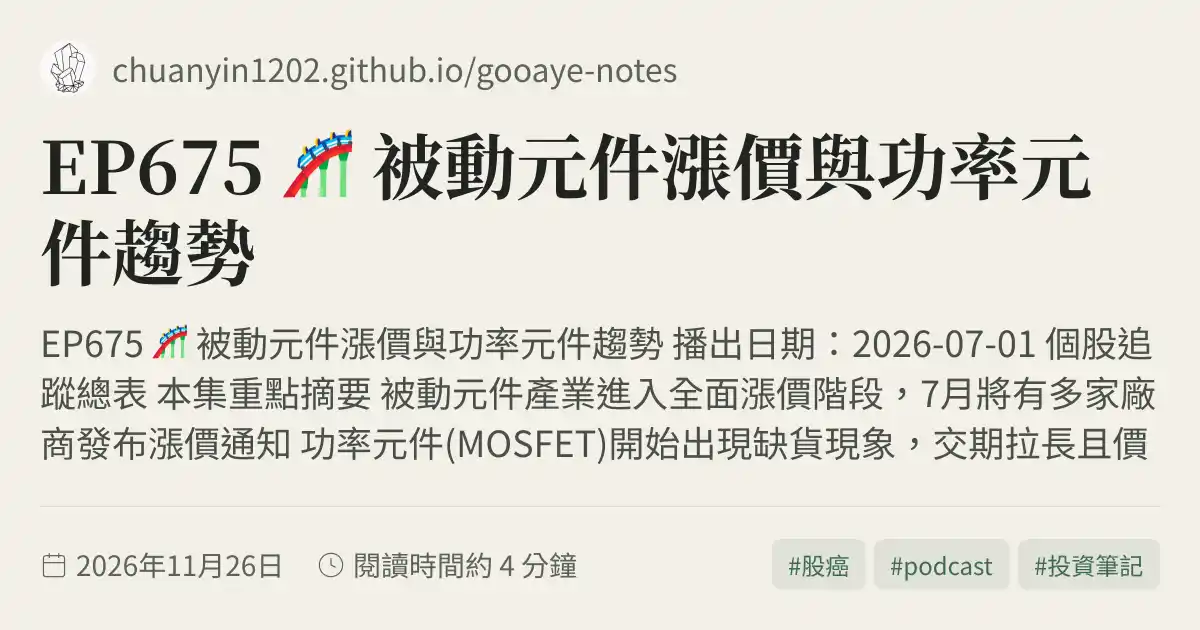 chuanyin1202.github.io/gooaye-notes
EP675 🎢 被動元件漲價與功率元
件趨勢
EP675 🎢 被動元件漲價與功率元件趨勢 播出日期：2026-07-01 個股追
蹤總表 本集重點摘要 被動元件產業進入全面漲價階段，7月將有多家廠
商發布漲價通知 功率元件(MOSFET)開始出現缺貨現象，交期拉長且價
2026年11月26日 閱讀時間約 4 分鐘 #股癌 #podcast #投資筆記